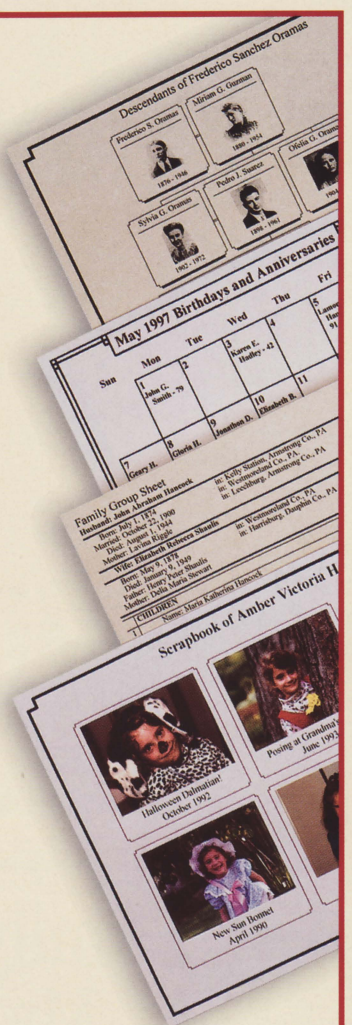 Descendants of Frederico Sanchez Oramas
Frederico S. Oramas
1870 - 1946
Miriam G. Guzman
1880 - 1954
Sylvia G. Oramas
1902 - 1972
Pedro J. Suarez
1898 - 1963
Ofelia G. Oram
1904
May 1997 Birthdays and Anniversaries
Sun Mon Tue Wed Thu Fri
1
John G.
Smith - 79
2
3
Karen E.
Hadley - 42
4
5
91
7
Geary H.
8
Gloria H.
9
Jonathon D.
10
Elizabeth B.
11
Family Group Sheet
Husband: John Abraham Hancock
Born: July 1, 1874 in: Kelly Station, Armstrong Co., PA
Married: October 22, 1900 in: Westmoreland Co., PA.
Died: August 1, 1944 in: Leechburg, Armstrong Co., PA
Mother: Lavina Riggle
Wife: Elizabeth Rebecca Shaulis
Born: May 9, 1878 in: Westmoreland Co., PA
Died: January 9, 1949 in: Harrisburg, Dauphin Co., PA
Father: Henry Peter Shaulis
Mother: Delia Marie Stewart
CHILDREN
1 Name: Maria Katherina Hancock
Scrapbook of Amber Victoria H
Halloween Dalmatian!
October 1992
Posing at Grandma's
June 1993
New Sun Bonnet
April 1990